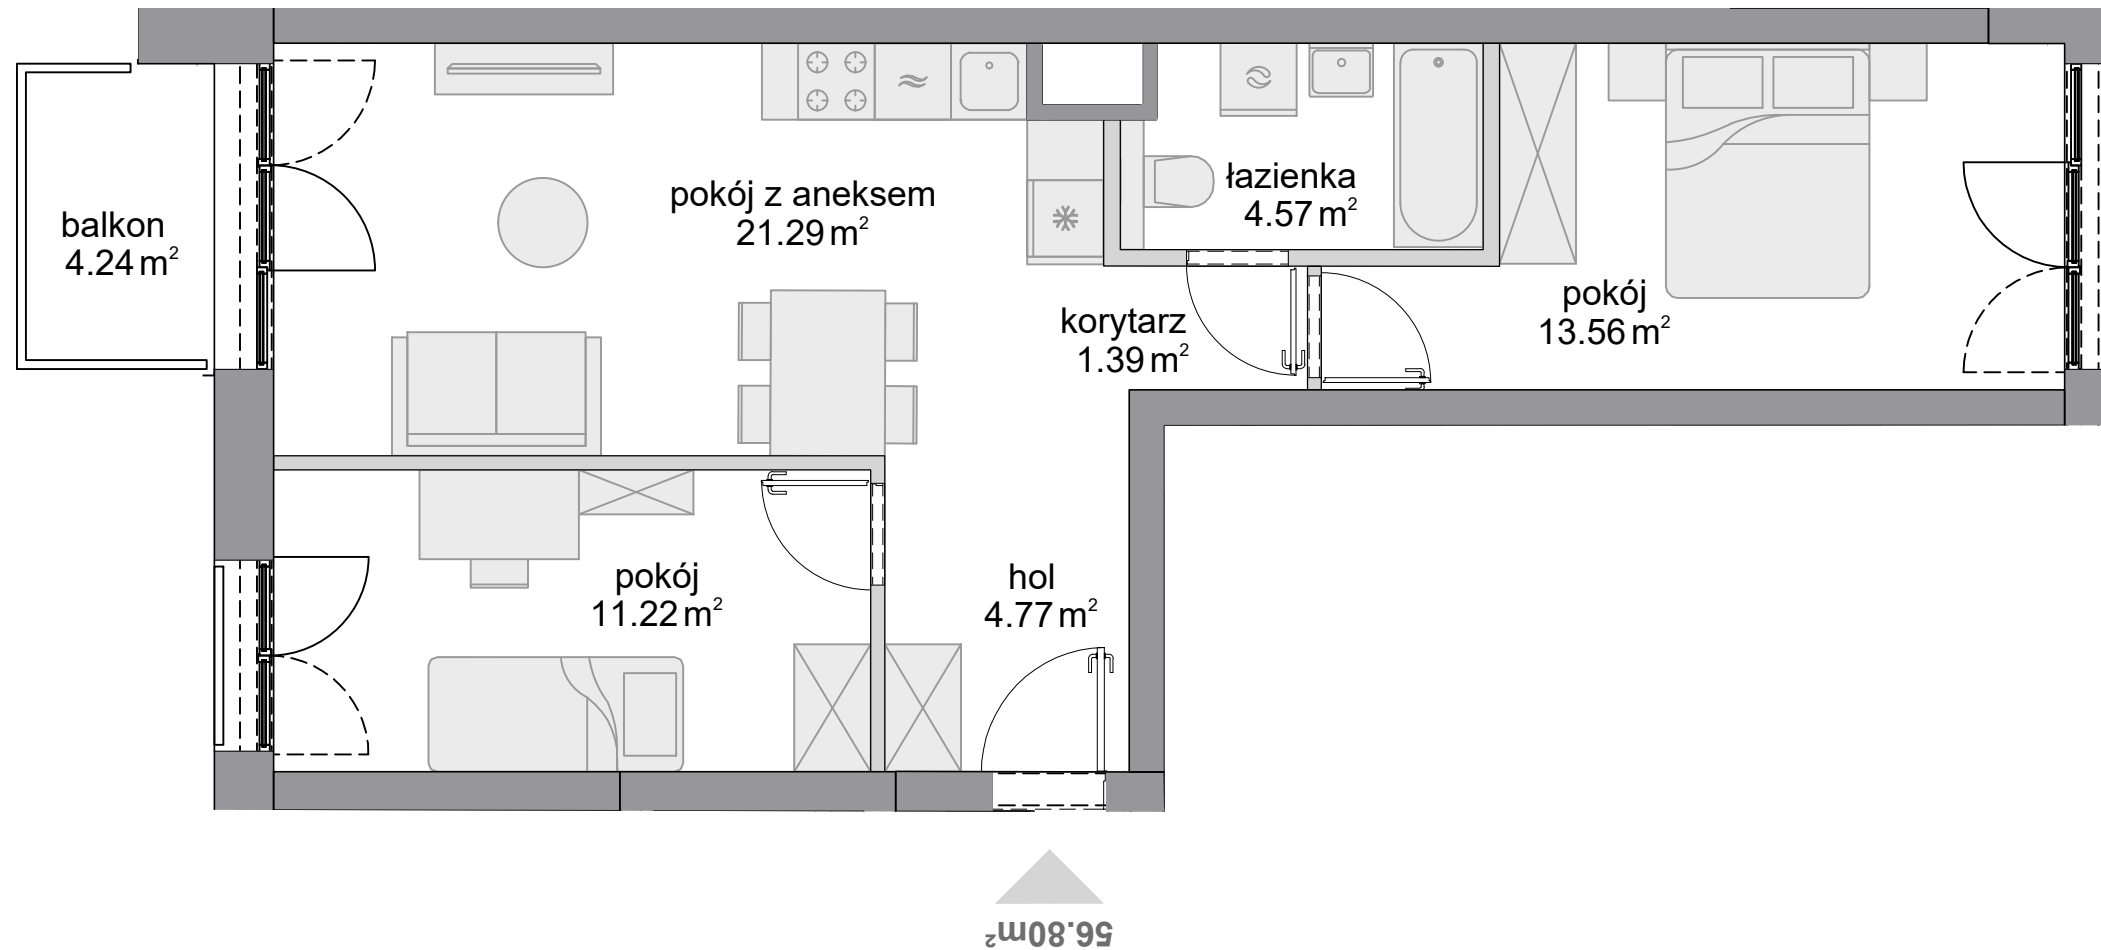 pokój z aneksem
21.29 m²
łazienka
4.57 m²
balkon
4.24 m²
pokój
13.56 m²
korytarz
1.39 m²
pokój
11.22 m²
hol
4.77 m²
56.80m²